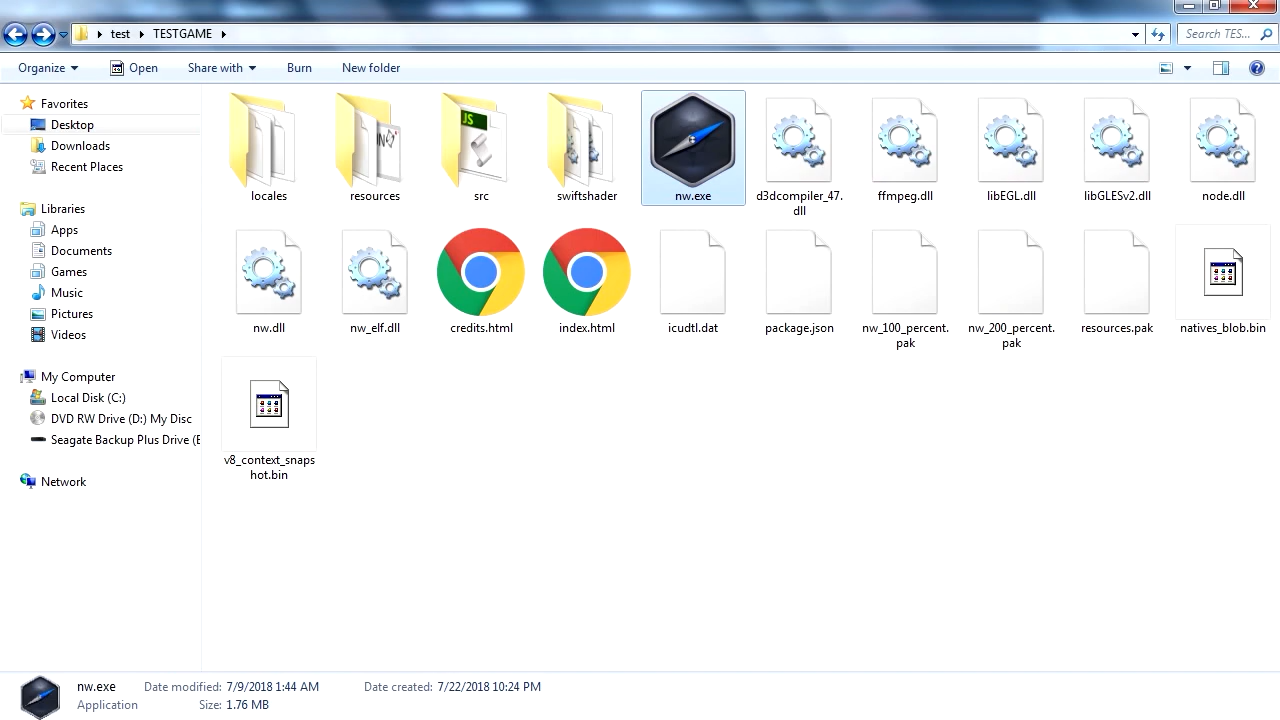 test TESTGAME Search TES...
Organize Open Share with Burn New folder
Favorites
Desktop
Downloads
Recent Places
Libraries
Apps
Documents
Games
Music
Pictures
Videos
My Computer
Local Disk (C:)
DVD RW Drive (D:) My Disc
Seagate Backup Plus Drive (E
Network
JS
locales resources src swiftshader nw.exe d3dcompiler_47. ffmpeg.dll libEGL.dll libGLESv2.dll node.dll
dll
nw.dll nw_elf.dll credits.html index.html icudtl.dat package.json nw_100_percent. nw_200_percent. resources.pak natives_blob.bin
pak pak
v8_context_snaps
hot.bin
nw.exe Date modified: 7/9/2018 1:44 AM Date created: 7/22/2018 10:24 PM
Application Size: 1.76 MB